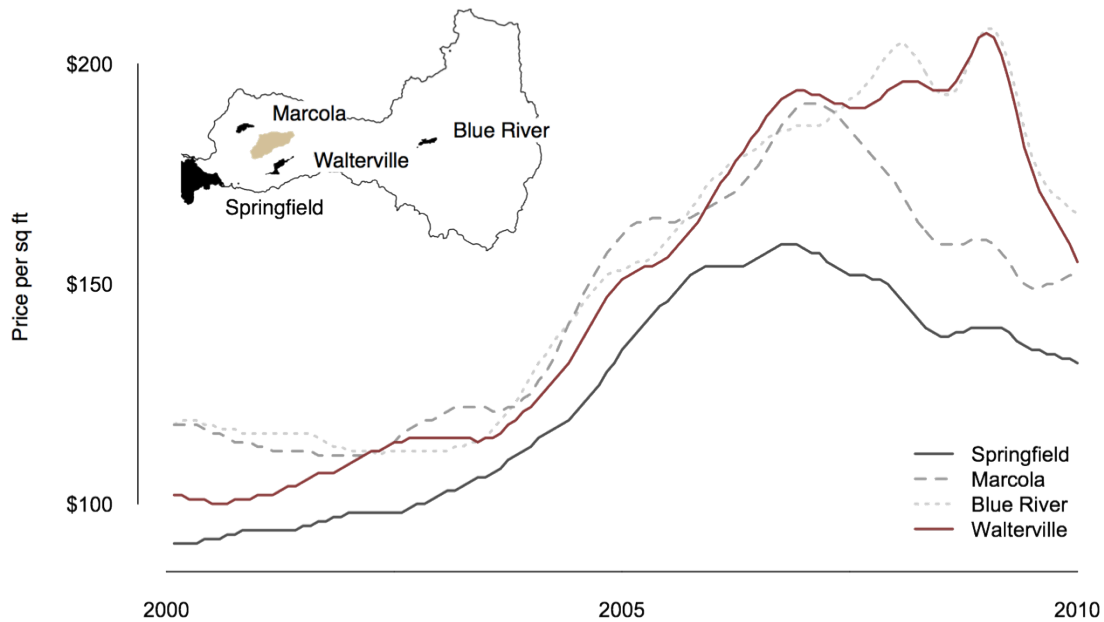 Price per sq ft
$200
$150
$100
Marcola
Blue River
Walterville
Springfield
Springfield
Marcola
Blue River
Walterville
2000
2005
2010